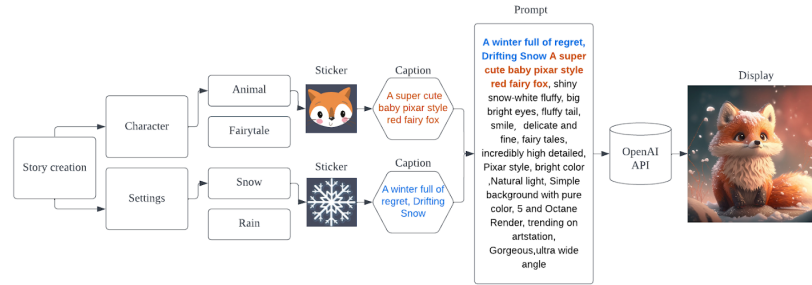 Story creation
Character
Settings
Animal
Fairytale
Snow
Rain
Sticker
Sticker
Caption
A super cute
baby pixar style
red fairy fox
Caption
A winter full of
regret, Drifting
Snow
Prompt
A winter full of regret,
Drifting Snow A super
cute baby pixar style
red fairy fox, shiny
snow-white fluffy, big
bright eyes, fluffy tail,
smile, delicate and
fine, fairy tales,
incredibly high detailed,
Pixar style, bright color
,Natural light, Simple
background with pure
color, 5 and Octane
Render, trending on
artstation,
Gorgeous,ultra wide
angle
OpenAI
API
Display